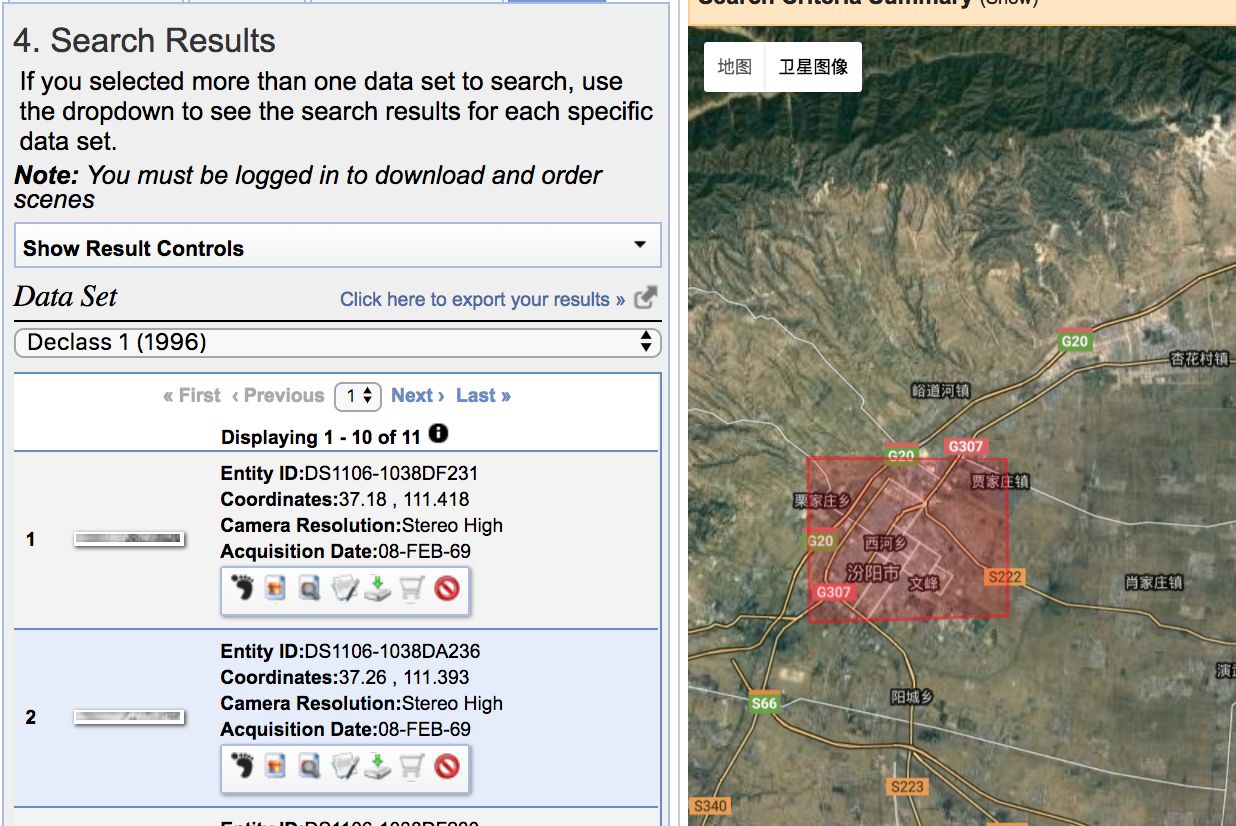 Search Criteria Summary (Show)
4. Search Results
If you selected more than one data set to search, use
the dropdown to see the search results for each specific
data set.
Note: You must be logged in to download and order
scenes
Show Result Controls
Data Set
Click here to export your results »
Declass 1 (1996)
« First ‹ Previous 1 Next › Last »
Displaying 1 - 10 of 11
1
Entity ID:DS1106-1038DF231
Coordinates:37.18 , 111.418
Camera Resolution:Stereo High
Acquisition Date:08-FEB-69
2
Entity ID:DS1106-1038DA236
Coordinates:37.26 , 111.393
Camera Resolution:Stereo High
Acquisition Date:08-FEB-69
地图
卫星图像
G20
杏花村镇
峪道河镇
G307
G20
贾家庄镇
栗家庄乡
G20
西河乡
汾阳市
文峰
S222
肖家庄镇
G307
阳城乡
S66
S223
S340